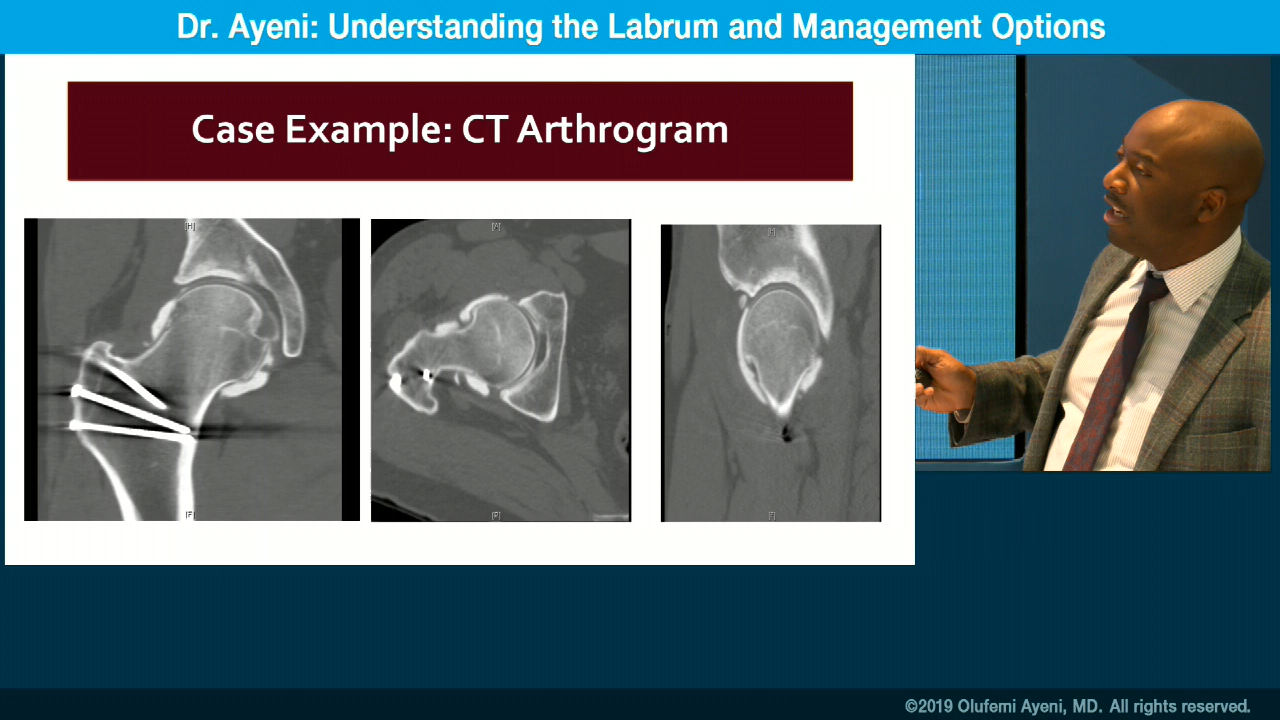 Dr. Ayeni: Understanding the Labrum and Management Options
Case Example: CT Arthrogram
[H]
[A]
[F]
[P]
©2019 Olufemi Ayeni, MD. All rights reserved.